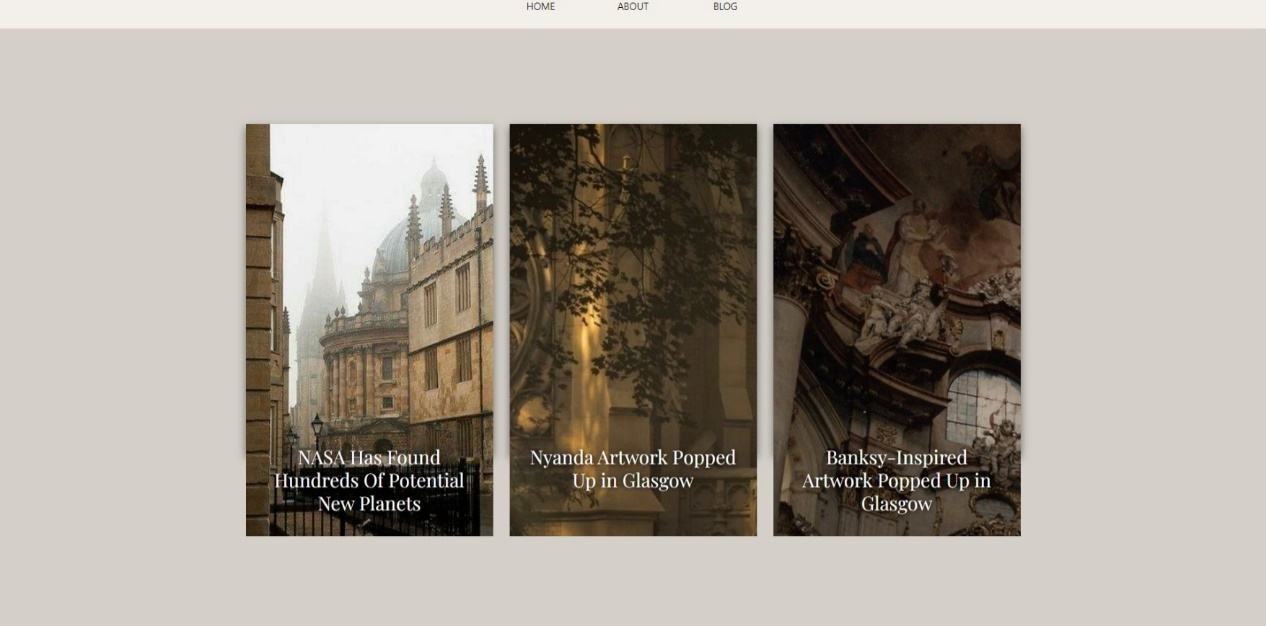 HOME ABOUT BLOG
NASA Has Found
Hundreds Of Potential
New Planets
Nyanda Artwork Popped
Up in Glasgow
Banksy-Inspired
Artwork Popped Up in
Glasgow